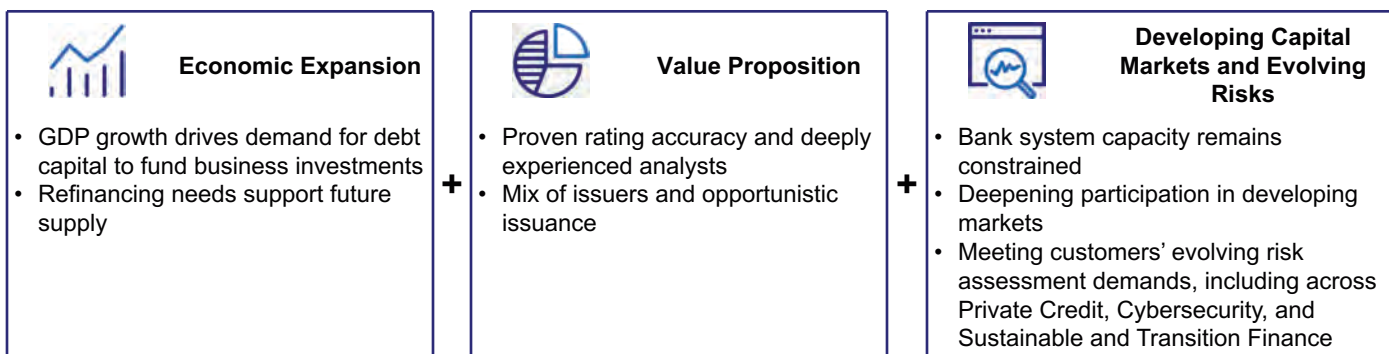 Economic Expansion
• GDP growth drives demand for debt
capital to fund business investments
• Refinancing needs support future
supply
+
Value Proposition
• Proven rating accuracy and deeply
experienced analysts
• Mix of issuers and opportunistic
issuance
+
Developing Capital
Markets and Evolving
Risks
• Bank system capacity remains
constrained
• Deepening participation in developing
markets
• Meeting customers’ evolving risk
assessment demands, including across
Private Credit, Cybersecurity, and
Sustainable and Transition Finance